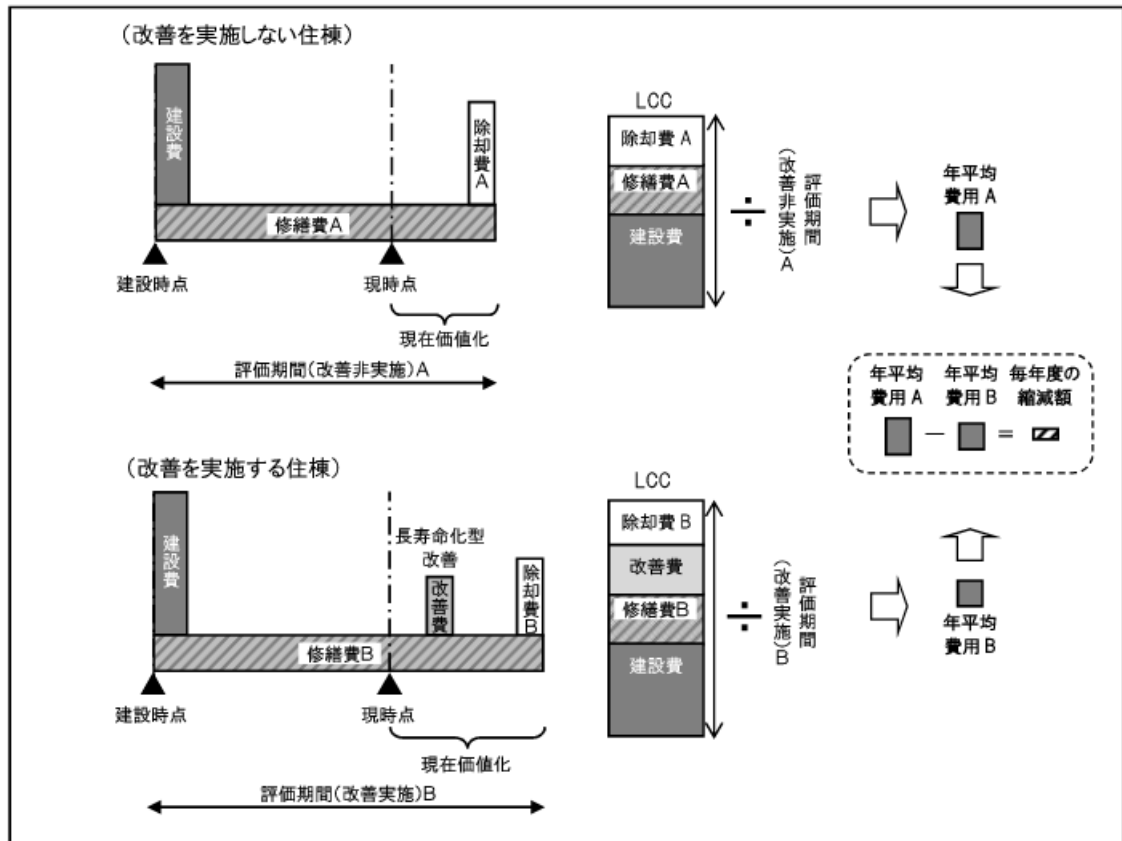 （改善を実施しない住棟）
建設費
除却費A
修繕費A
建設時点
現時点
現在価値化
評価期間（改善非実施）A
LCC
除却費A
修繕費A
建設費
÷
評価期間
（改善非実施）A
年平均
費用A
年平均
費用A
年平均
費用B
毎年度の
縮減額
－
＝
（改善を実施する住棟）
建設費
長寿命化型
改善
改善費
除却費B
修繕費B
建設時点
現時点
現在価値化
評価期間（改善実施）B
LCC
除却費B
改善費
修繕費B
建設費
÷
評価期間
（改善実施）B
年平均
費用B